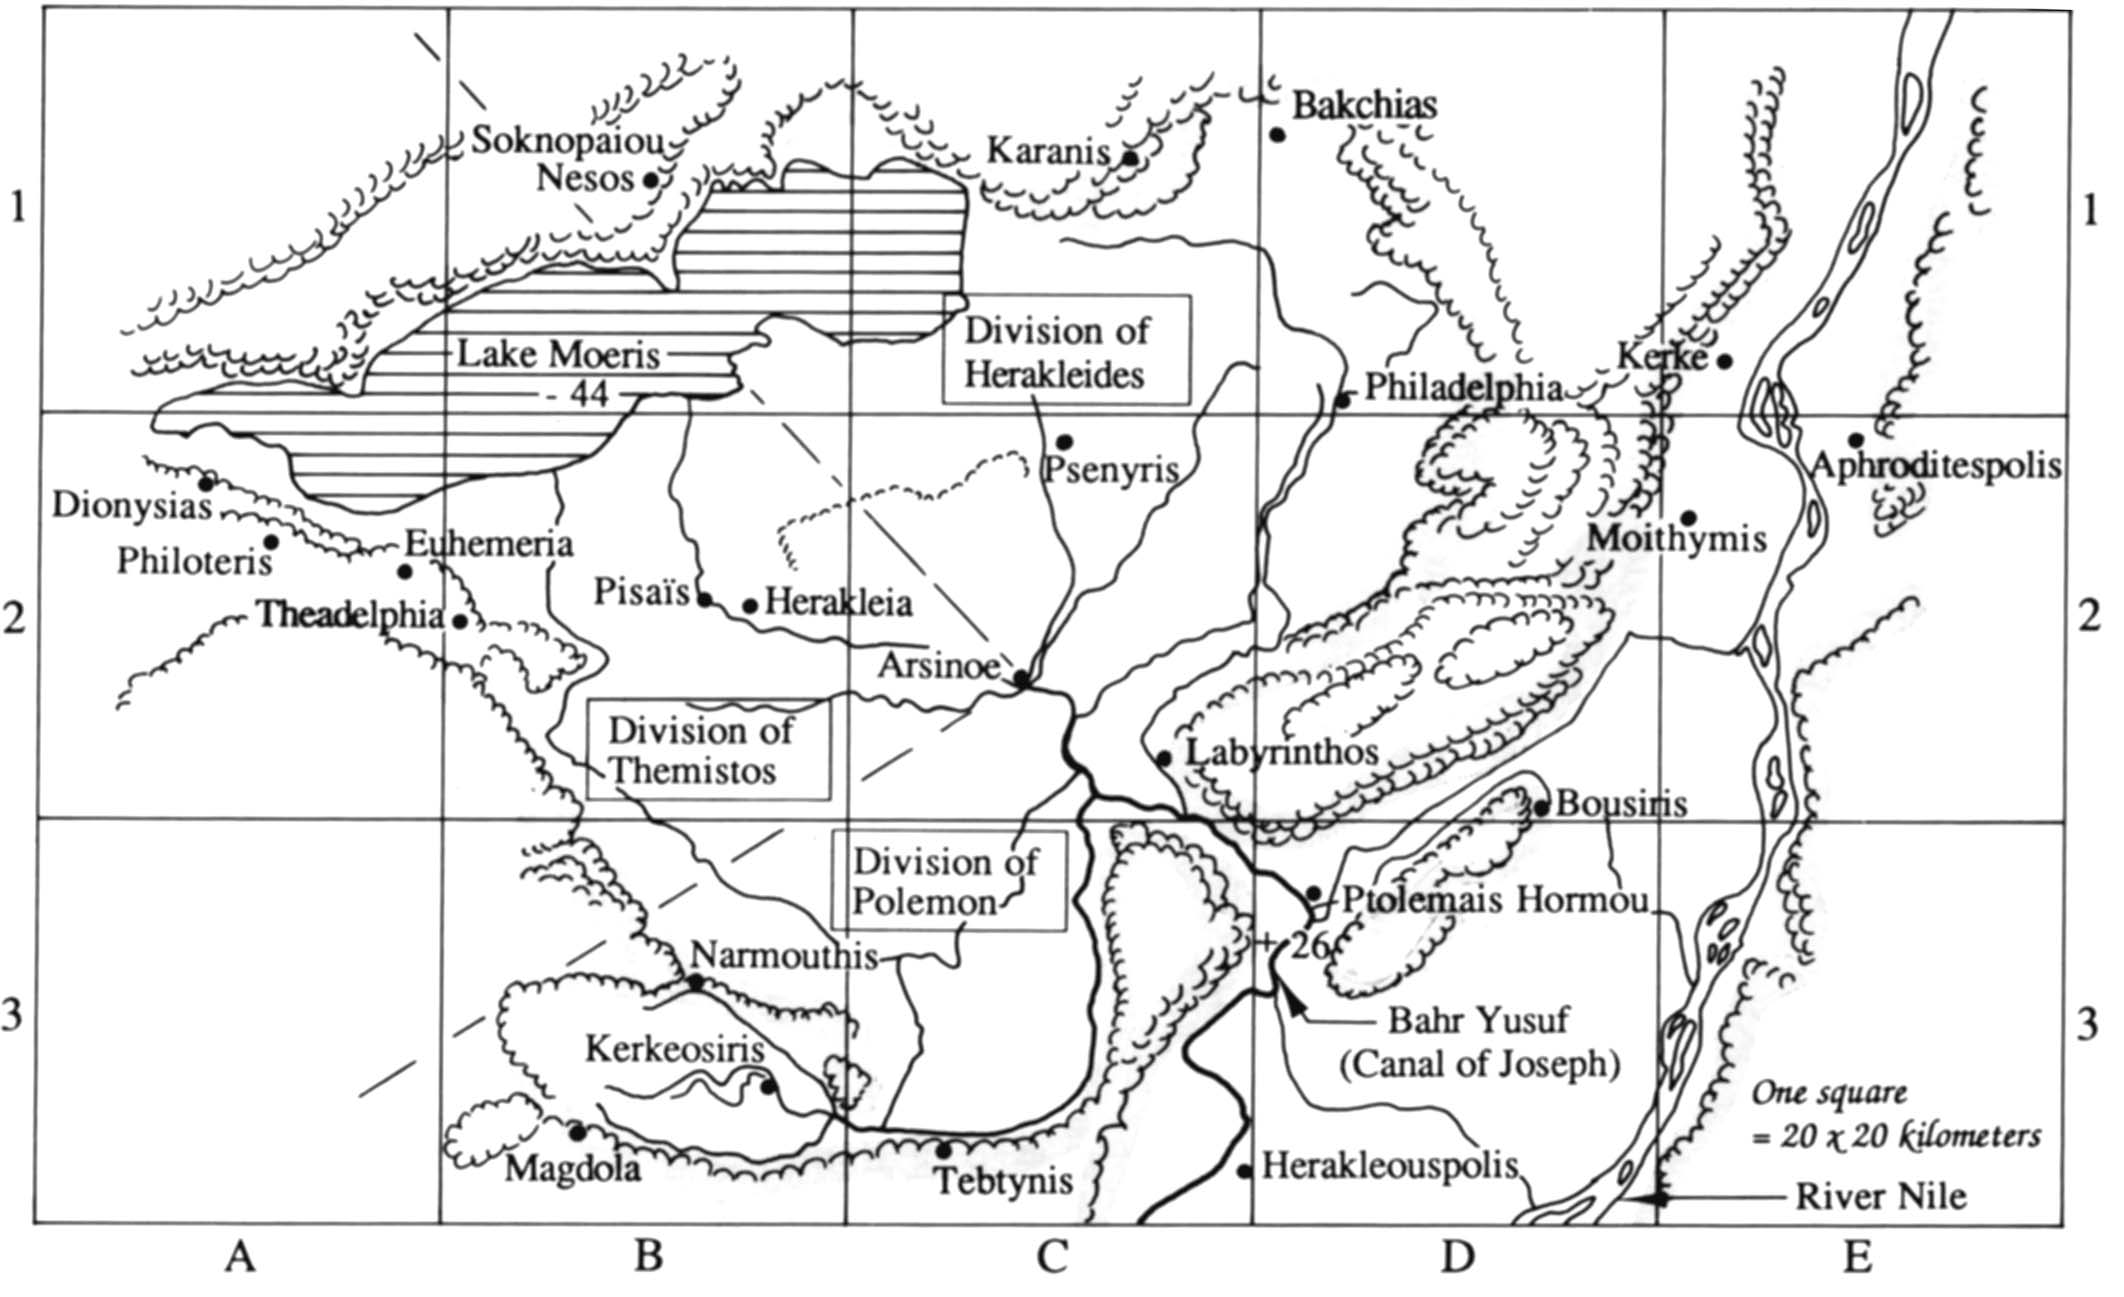 Bakchias
Soknopaiou
Nesos
Karanis
1
1
Division of
Herakleides
Lake Moeris
- 44
Kerke
Philadelphia
Psenyris
Aphroditespolis
Dionysias
Philoteris
Euhemeria
Moithymis
2
2
Theadelphia
Pisaïs
Herakleia
Arsinoe
Division of
Themistos
Labyrinthos
Bousiris
Division of
Polemon
Ptolemais Hormou
+ 26
Narmouthis
3
3
Bahr Yusuf
(Canal of Joseph)
Kerkeosiris
One square
= 20 x 20 kilometers
Magdola
Tebtynis
Herakleouspolis
River Nile
A
B
C
D
E